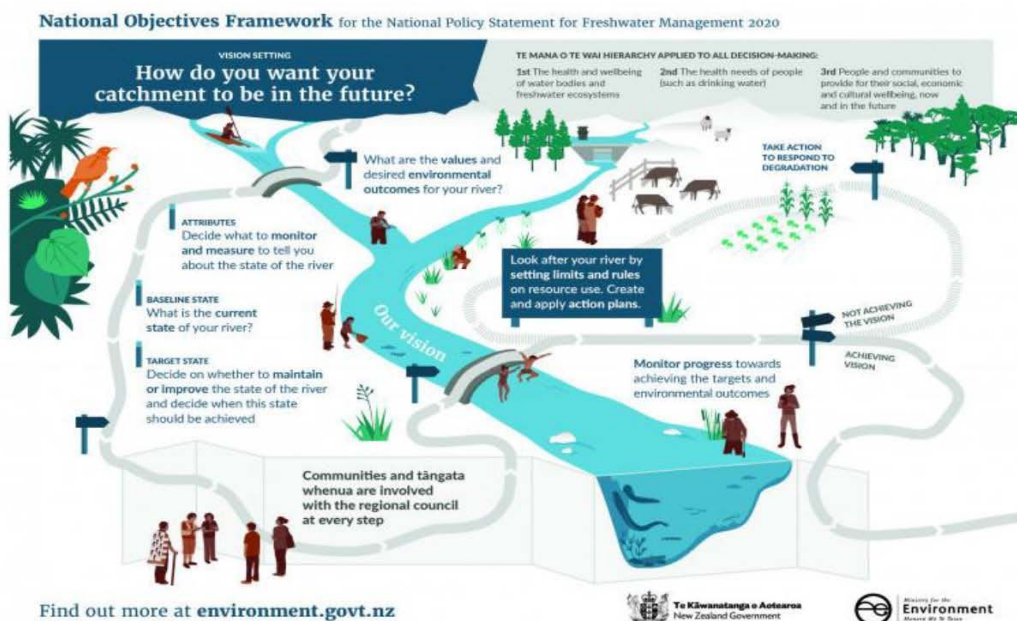 National Objectives Framework for the National Policy Statement for Freshwater Management 2020
VISION SETTING
How do you want your
catchment to be in the future?
TE MANA O TE WAI HIERARCHY APPLIED TO ALL DECISION-MAKING:
1st The health and wellbeing
of water bodies and
freshwater ecosystems
2nd The health needs of people
(such as drinking water)
3rd People and communities to
provide for their social, economic
and cultural wellbeing, now
and in the future
What are the values and
desired environmental
outcomes for your river?
TAKE ACTION
TO RESPOND TO
DEGRADATION
ATTRIBUTES
Decide what to monitor
and measure to tell you
about the state of the river
BASELINE STATE
What is the current
state of your river?
TARGET STATE
Decide on whether to maintain
or improve the state of the river
and decide when this state
should be achieved
Our vision
Look after your river by
setting limits and rules
on resource use. Create
and apply action plans.
NOT ACHIEVING
THE VISION
ACHIEVING
VISION
Monitor progress towards
achieving the targets and
environmental outcomes
Communities and tāngata
whenua are involved
with the regional council
at every step
Find out more at environment.govt.nz
Te Kāwanatanga o Aotearoa
New Zealand Government
Ministry for the
Environment
Manatū Mō Te Taiao